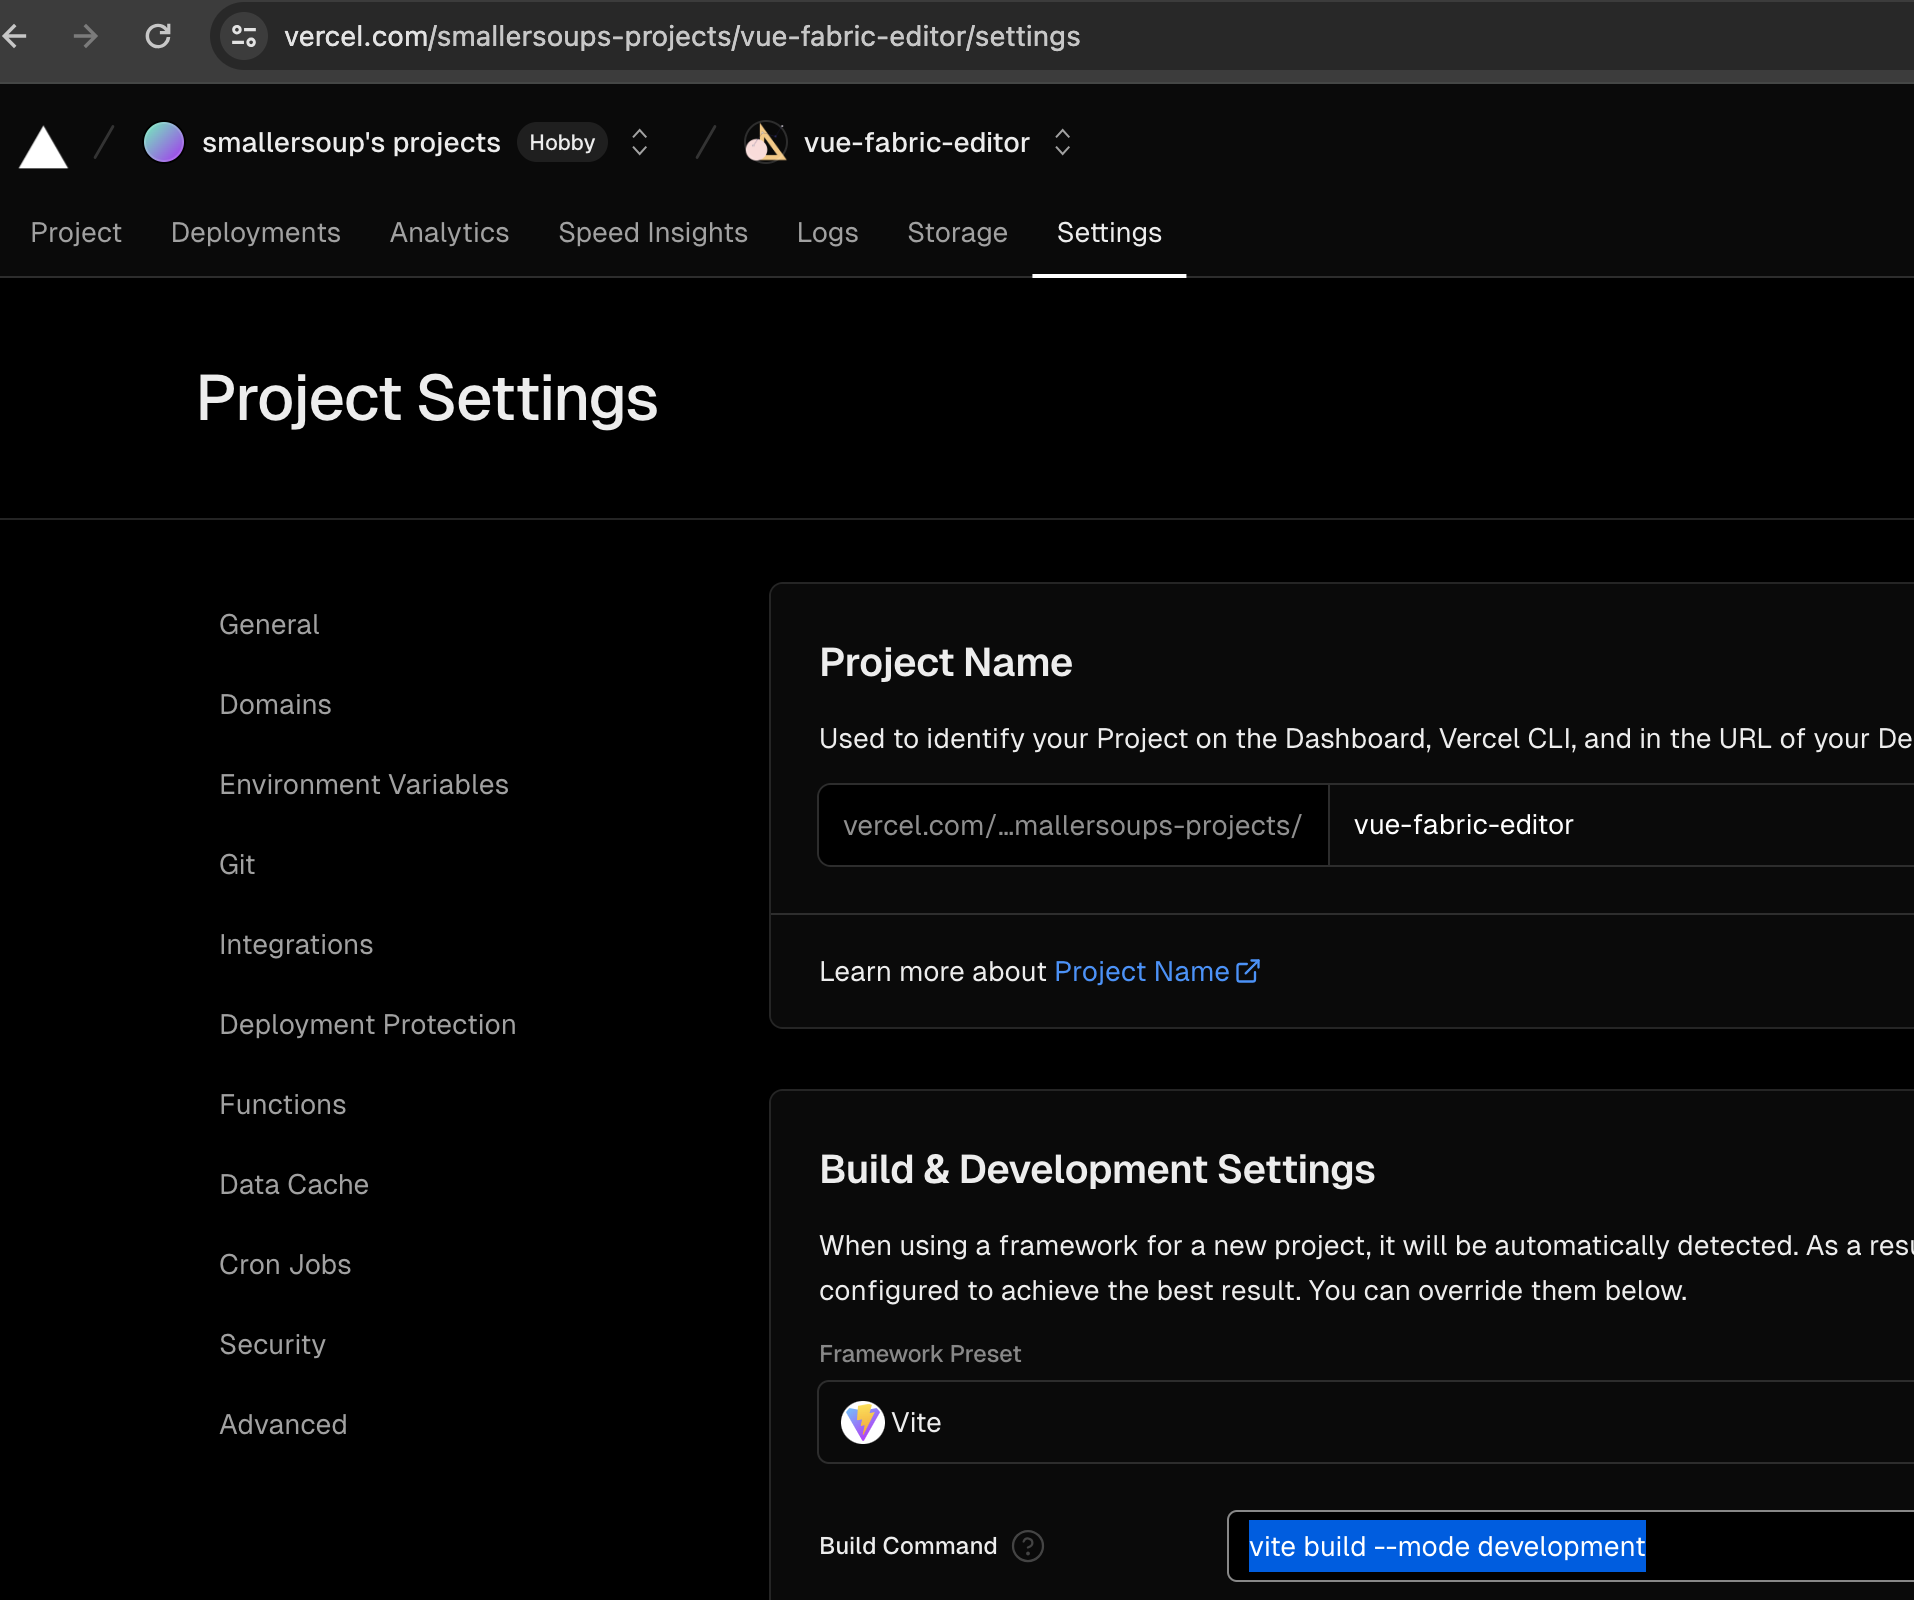 vercel.com/smallersoups-projects/vue-fabric-editor/settings
smallersoup's projects Hobby vue-fabric-editor
Project Deployments Analytics Speed Insights Logs Storage Settings
Project Settings
General
Domains
Environment Variables
Git
Integrations
Deployment Protection
Functions
Data Cache
Cron Jobs
Security
Advanced
Project Name
Used to identify your Project on the Dashboard, Vercel CLI, and in the URL of your De
vercel.com/...mallersoups-projects/ vue-fabric-editor
Learn more about Project Name
Build & Development Settings
When using a framework for a new project, it will be automatically detected. As a resu
configured to achieve the best result. You can override them below.
Framework Preset
Vite
Build Command ? vite build --mode development